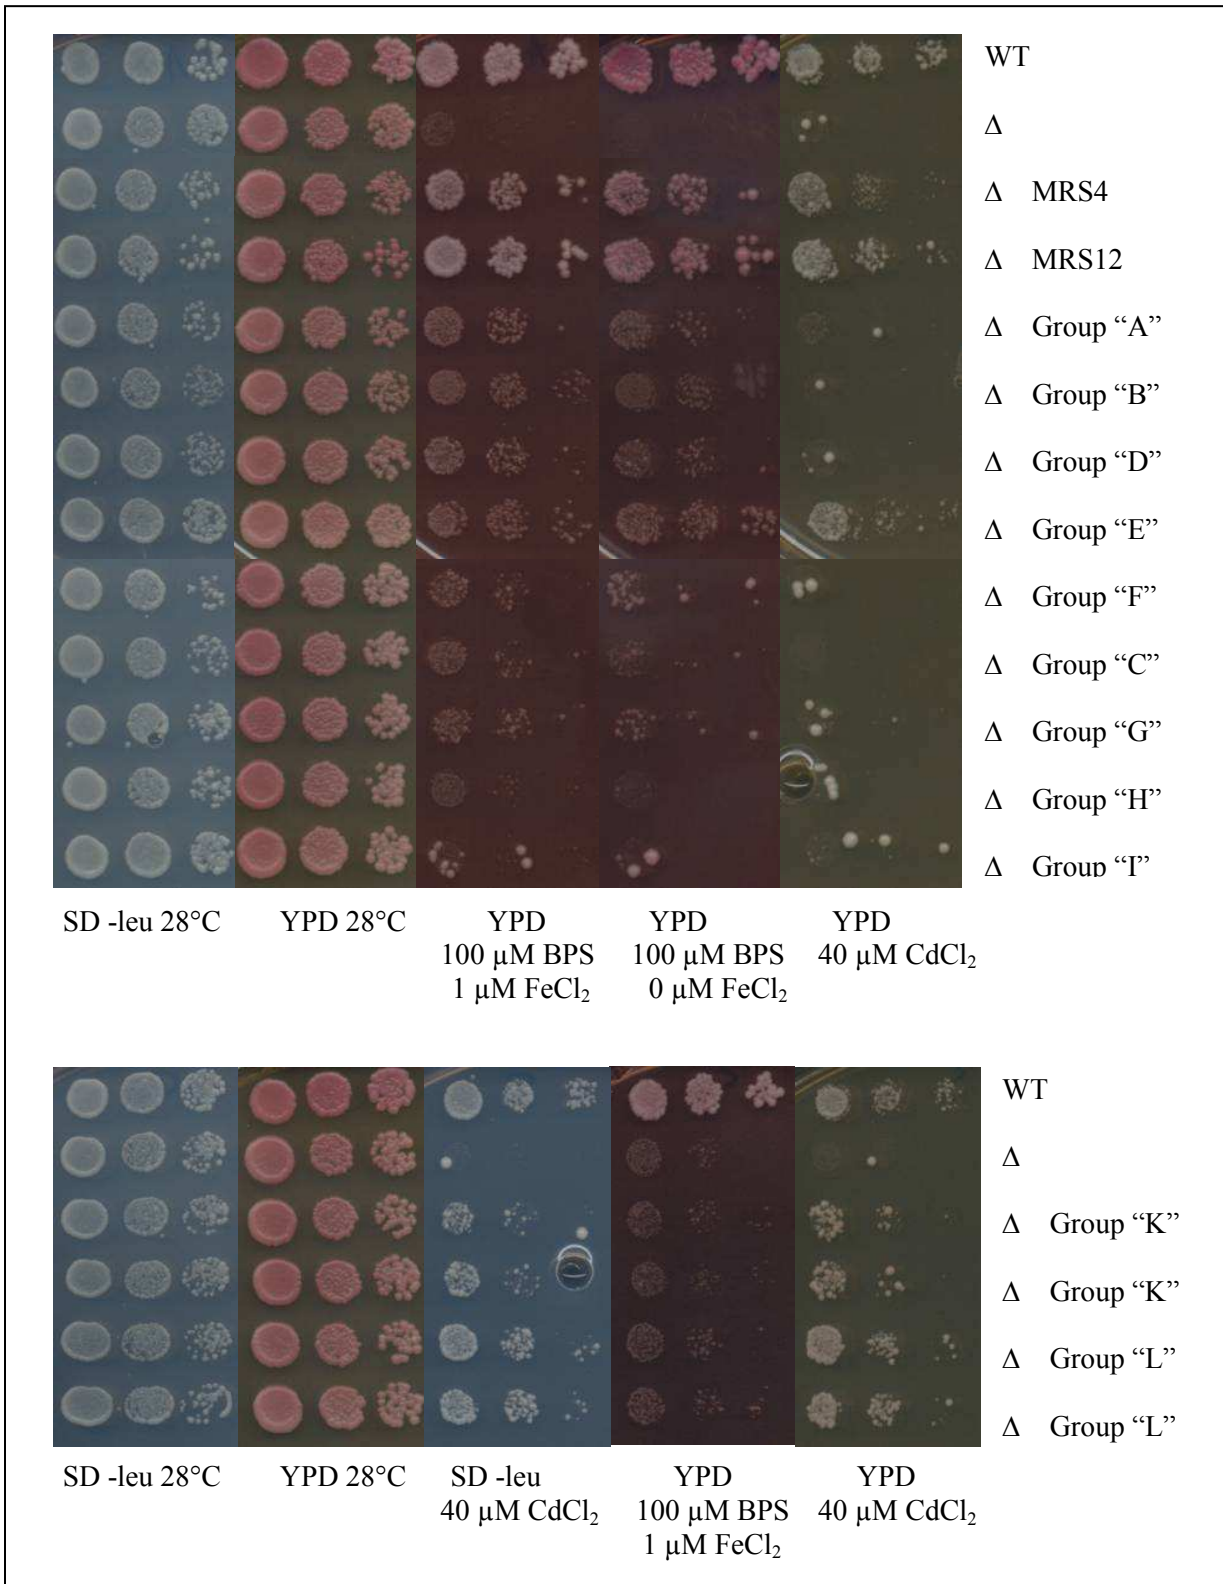 WT
Δ
Δ MRS4
Δ MRS12
Δ Group “A”
Δ Group “B”
Δ Group “D”
Δ Group “E”
Δ Group “F”
Δ Group “C”
Δ Group “G”
Δ Group “H”
Δ Group “I”
SD -leu 28°C YPD 28°C YPD YPD YPD
100 µM BPS 100 µM BPS 40 µM CdCl₂
1 µM FeCl₂ 0 µM FeCl₂
WT
Δ
Δ Group “K”
Δ Group “K”
Δ Group “L”
Δ Group “L”
SD -leu 28°C YPD 28°C SD -leu YPD YPD
40 µM CdCl₂ 100 µM BPS 40 µM CdCl₂
1 µM FeCl₂